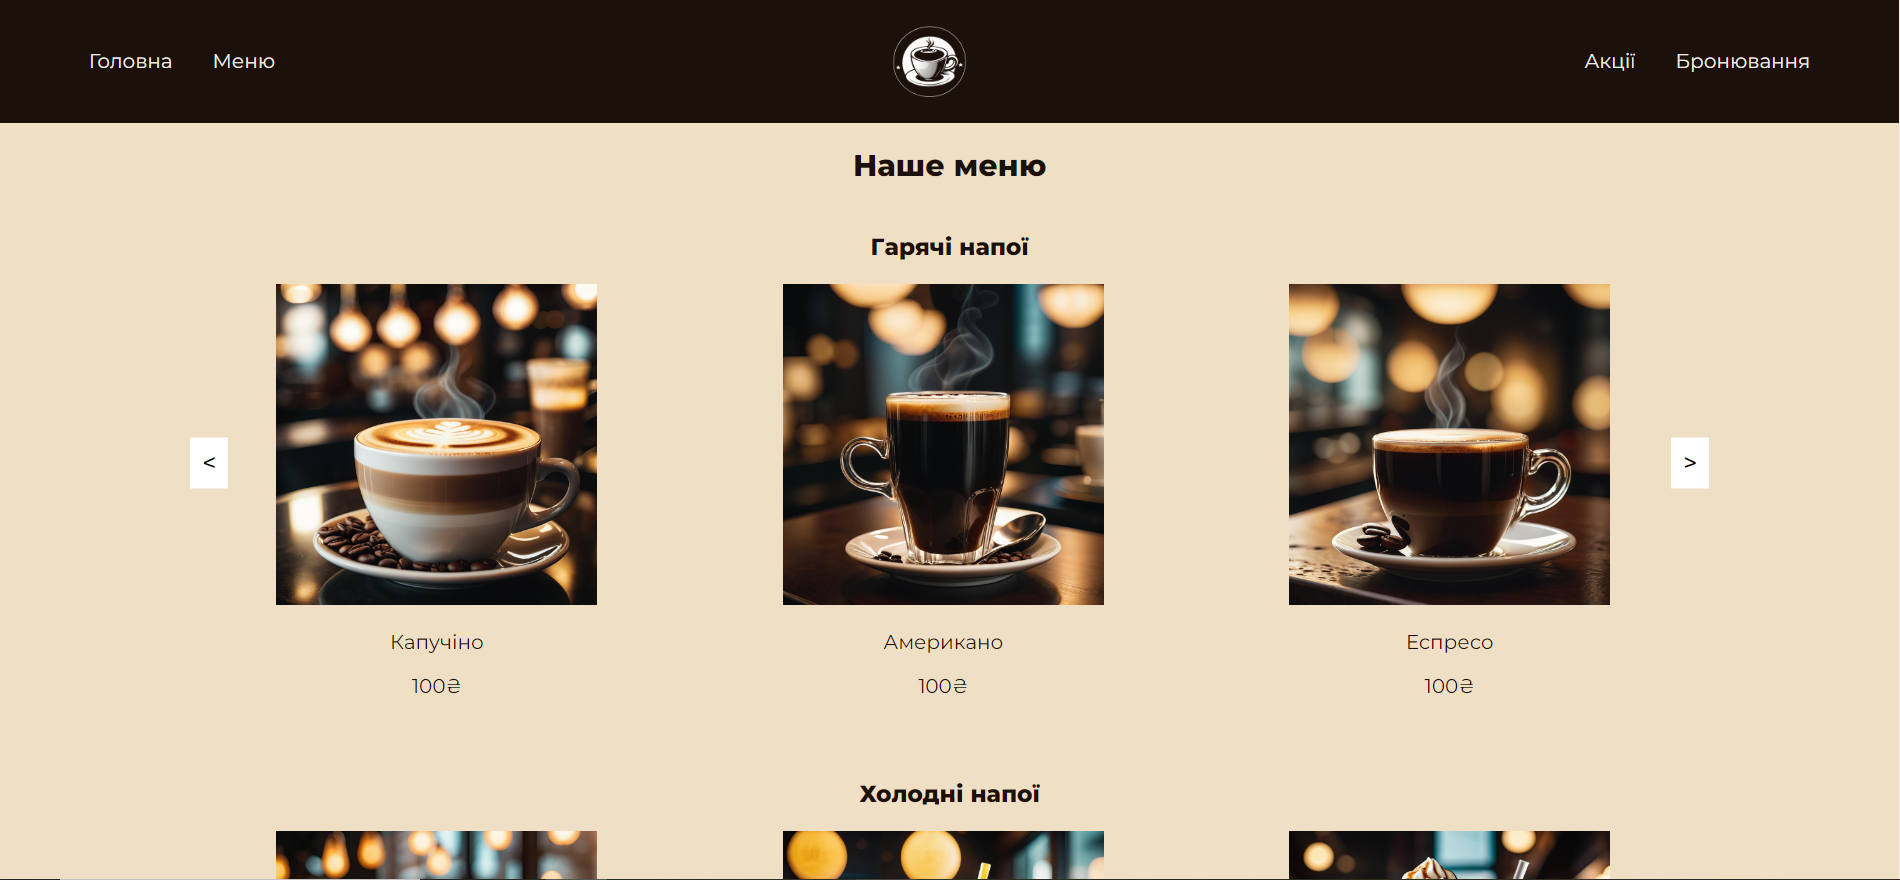 Головна Меню Акції Бронювання
Наше меню
Гарячі напої
< >
Капучіно Американо Еспресо
100₴ 100₴ 100₴
Холодні напої